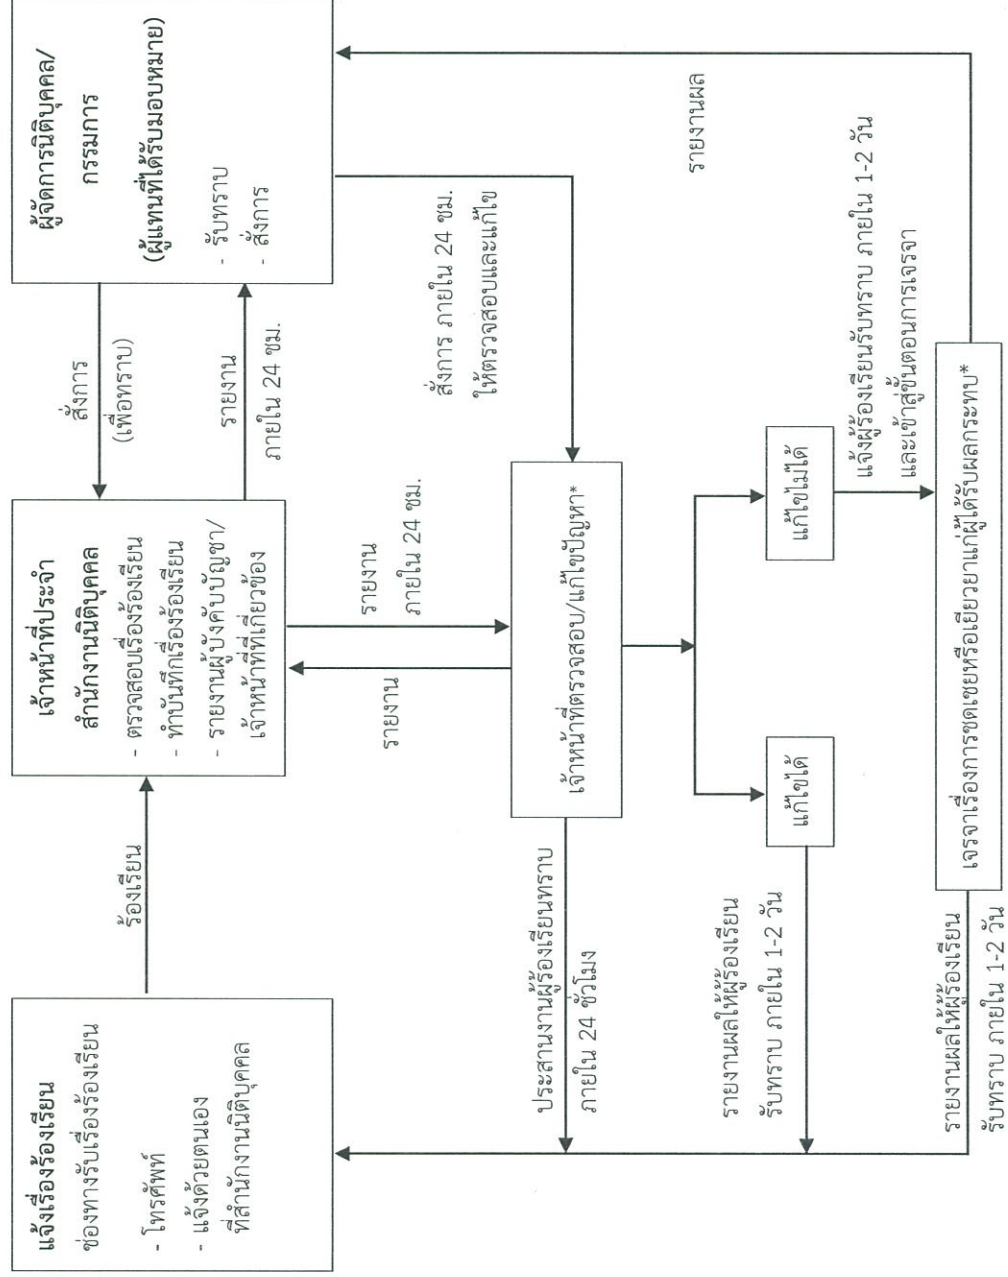 แจ้งเรื่องร้องเรียน
ช่องทางรับเรื่องร้องเรียน
- โทรศัพท์
- แจ้งด้วยตนเอง
ที่สำนักงานนิติบุคคล
ร้องเรียน
เจ้าหน้าที่ประจำ
สำนักงานนิติบุคคล
- ตรวจสอบเรื่องร้องเรียน
- ทำบันทึกเรื่องร้องเรียน
- รายงานผู้บังคับบัญชา/
เจ้าหน้าที่ที่เกี่ยวข้อง
สั่งการ
(เพื่อทราบ)
รายงาน
ภายใน 24 ชม.
ผู้จัดการนิติบุคคล/
กรรมการ
(ผู้แทนที่ได้รับมอบหมาย)
- รับทราบ
- สั่งการ
รายงาน
รายงาน
ภายใน 24 ชม.
สั่งการ ภายใน 24 ชม.
ให้ตรวจสอบและแก้ไข
ประสานงานผู้ร้องเรียนทราบ
ภายใน 24 ชั่วโมง
เจ้าหน้าที่ตรวจสอบ/แก้ไขปัญหา*
รายงานผล
รายงานผลให้ผู้ร้องเรียน
รับทราบ ภายใน 1-2 วัน
แก้ไขได้
แก้ไขไม่ได้
แจ้งผู้ร้องเรียนรับทราบ ภายใน 1-2 วัน
และเข้าสู่ขั้นตอนการเจรจา
รายงานผลให้ผู้ร้องเรียน
รับทราบ ภายใน 1-2 วัน
เจรจาเรื่องการชดเชยหรือเยียวยาแก่ผู้ได้รับผลกระทบ*